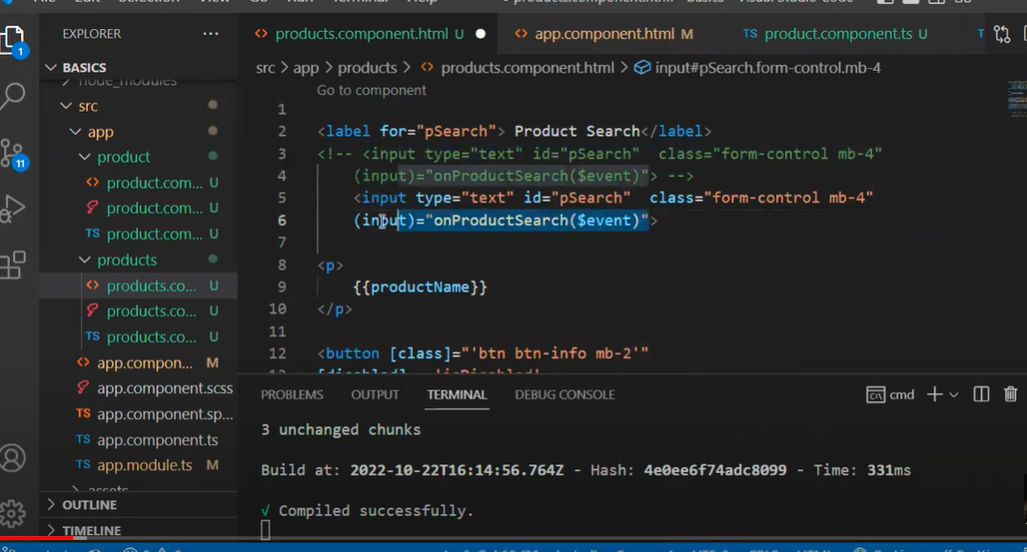 EXPLORER ...
BASICS
node_modules
src
app
product
product.com... U
product.com... U
TS product.com... U
products
products.co... U
products.co... U
TS products.co... U
app.compon... M
app.component.scss
TS app.component.sp...
TS app.component.ts
TS app.module.ts M
assets
OUTLINE
TIMELINE
1
11
products.component.html U
app.component.html M
TS product.component.ts U
src > app > products > products.component.html > input#pSearch.form-control.mb-4
Go to component
1
2 <label for="pSearch"> Product Search</label>
3 <!-- <input type="text" id="pSearch" class="form-control mb-4"
4 (input)="onProductSearch($event)"> -->
5 <input type="text" id="pSearch" class="form-control mb-4"
6 (input)="onProductSearch($event)">
7
8 <p>
9 {{productName}}
10 </p>
11
12 <button [class]="'btn btn-info mb-2'"
PROBLEMS OUTPUT TERMINAL DEBUG CONSOLE cmd
3 unchanged chunks
Build at: 2022-10-22T16:14:56.764Z - Hash: 4e0ee6f74adc8099 - Time: 331ms
√ Compiled successfully.